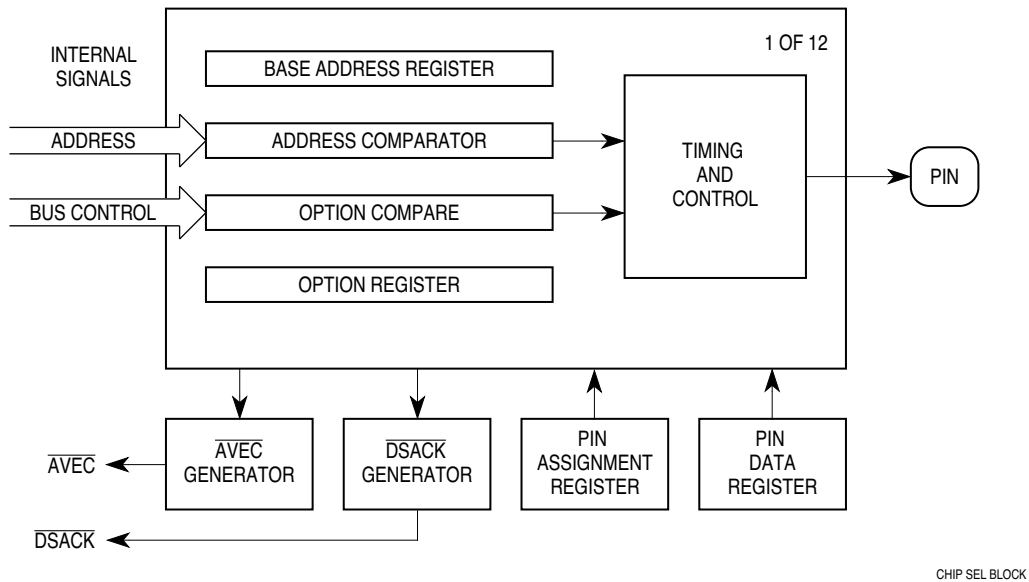 1 OF 12
INTERNAL
SIGNALS
BASE ADDRESS REGISTER
ADDRESS
ADDRESS COMPARATOR
TIMING
AND
CONTROL
PIN
BUS CONTROL
OPTION COMPARE
OPTION REGISTER
AVEC
GENERATOR
DSACK
GENERATOR
PIN
ASSIGNMENT
REGISTER
PIN
DATA
REGISTER
AVEC
DSACK
CHIP SEL BLOCK